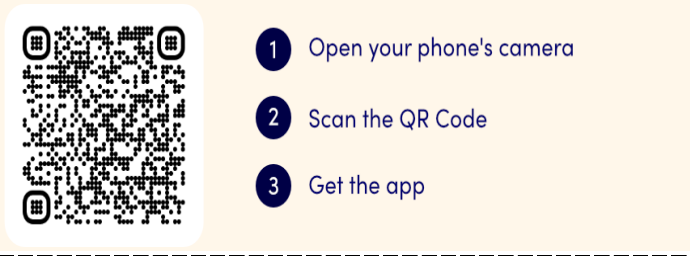 1 Open your phone's camera
2 Scan the QR Code
3 Get the app